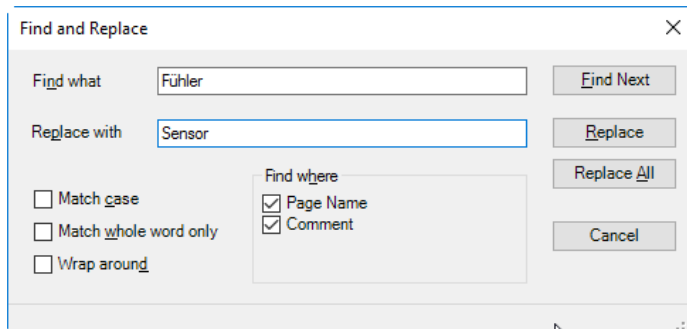 Find and Replace
Find what Fühler Find Next
Replace with Sensor Replace
Find where Replace All
Match case Page Name
Match whole word only Comment Cancel
Wrap around